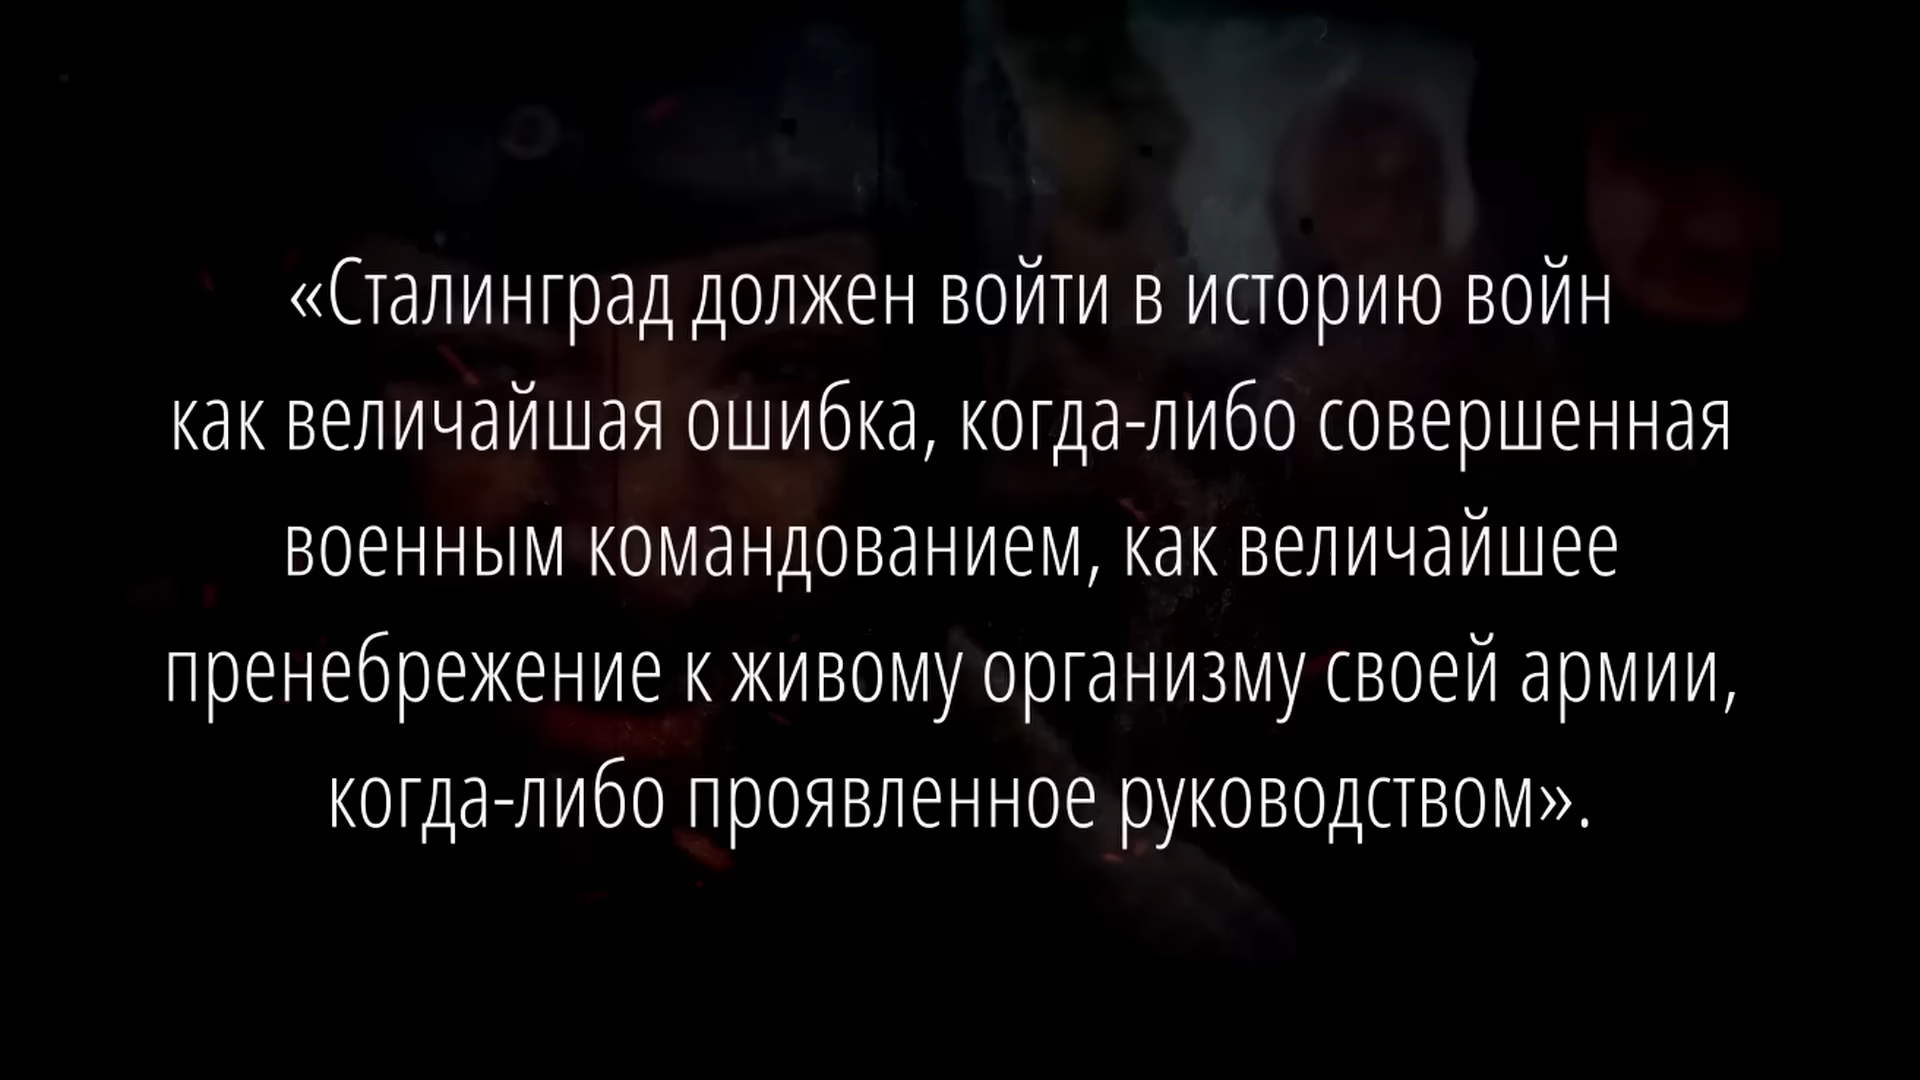 «Сталинград должен войти в историю войн
как величайшая ошибка, когда-либо совершенная
военным командованием, как величайшее
пренебрежение к живому организму своей армии,
когда-либо проявленное руководством».